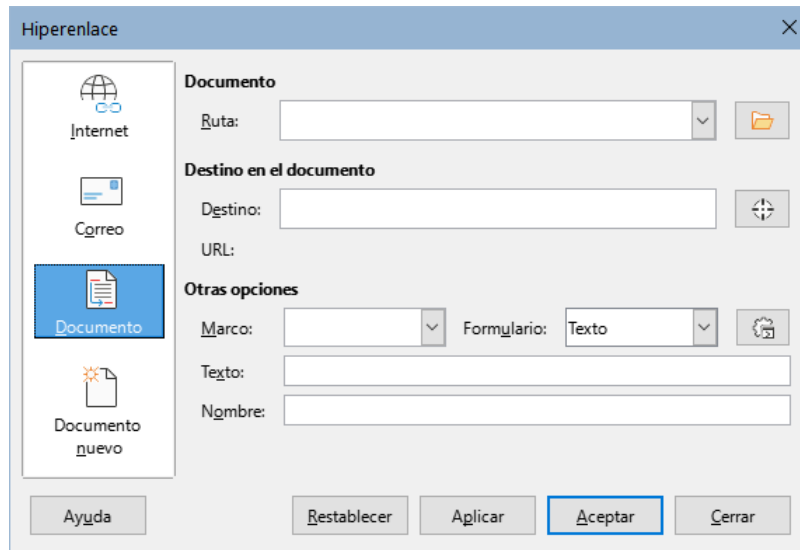 Hiperenlace
Internet
Correo
Documento
Documento
nuevo
Documento
Ruta:
Destino en el documento
Destino:
URL:
Otras opciones
Marco: Formulario: Texto
Texto:
Nombre:
Ayuda Restablecer Aplicar Aceptar Cerrar